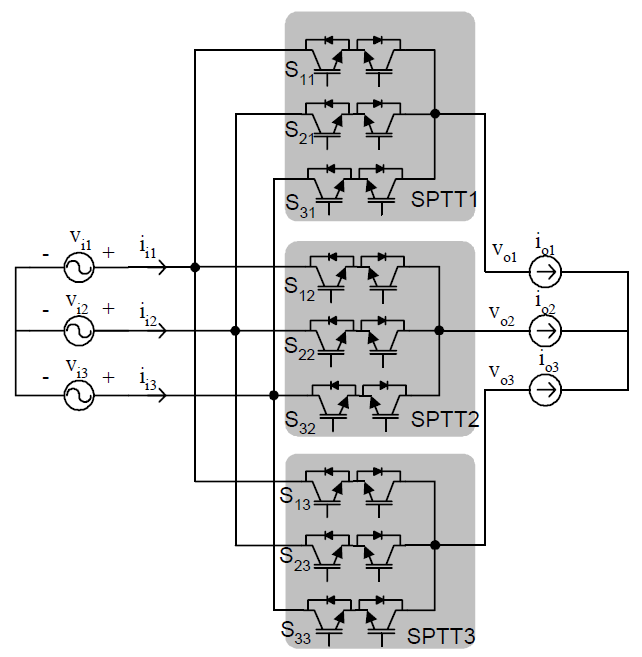 S11
S21
S31
SPTT1
- vi1 + ii1
- vi2 + ii2
- vi3 + ii3
S12
S22
S32
SPTT2
vo1 io1
vo2 io2
vo3 io3
S13
S23
S33
SPTT3